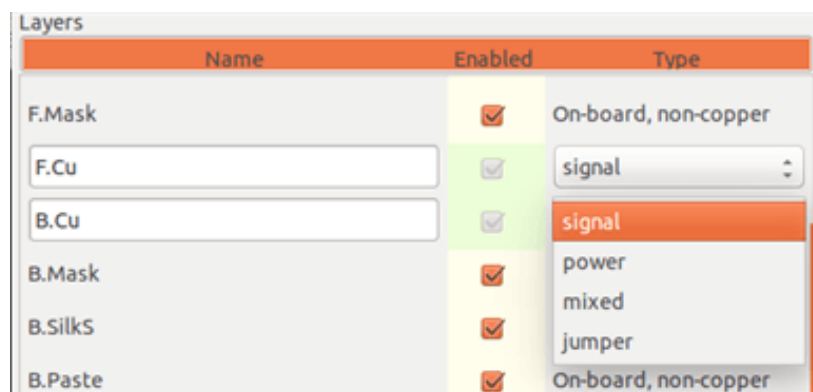 Layers
Name Enabled Type
F.Mask On-board, non-copper
F.Cu signal
B.Cu signal
power
B.Mask
mixed
B.SilkS
jumper
B.Paste On-board, non-copper